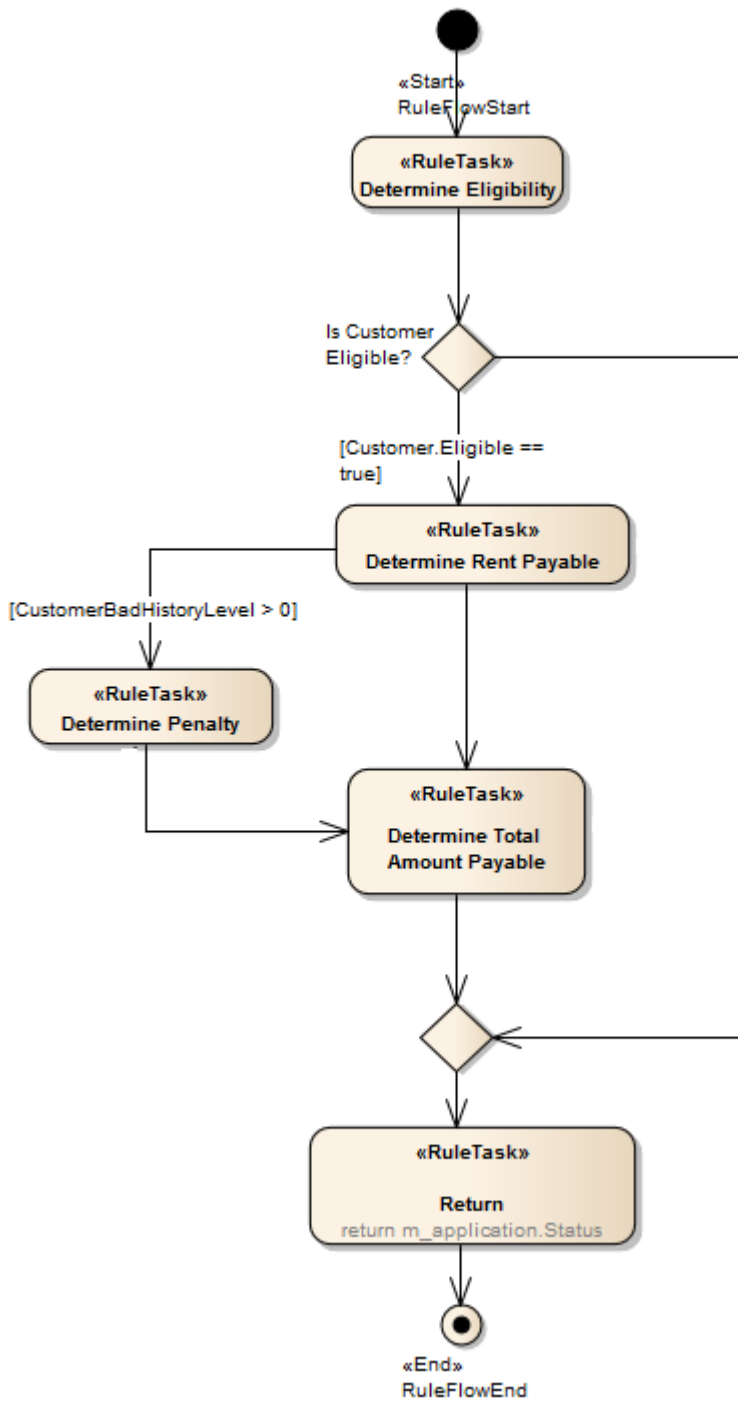 «Start»
RuleFlowStart
«RuleTask»
Determine Eligibility
Is Customer
Eligible?
[Customer.Eligible ==
true]
«RuleTask»
Determine Rent Payable
[CustomerBadHistoryLevel > 0]
«RuleTask»
Determine Penalty
«RuleTask»
Determine Total
Amount Payable
«RuleTask»
Return
return m_application.Status
«End»
RuleFlowEnd